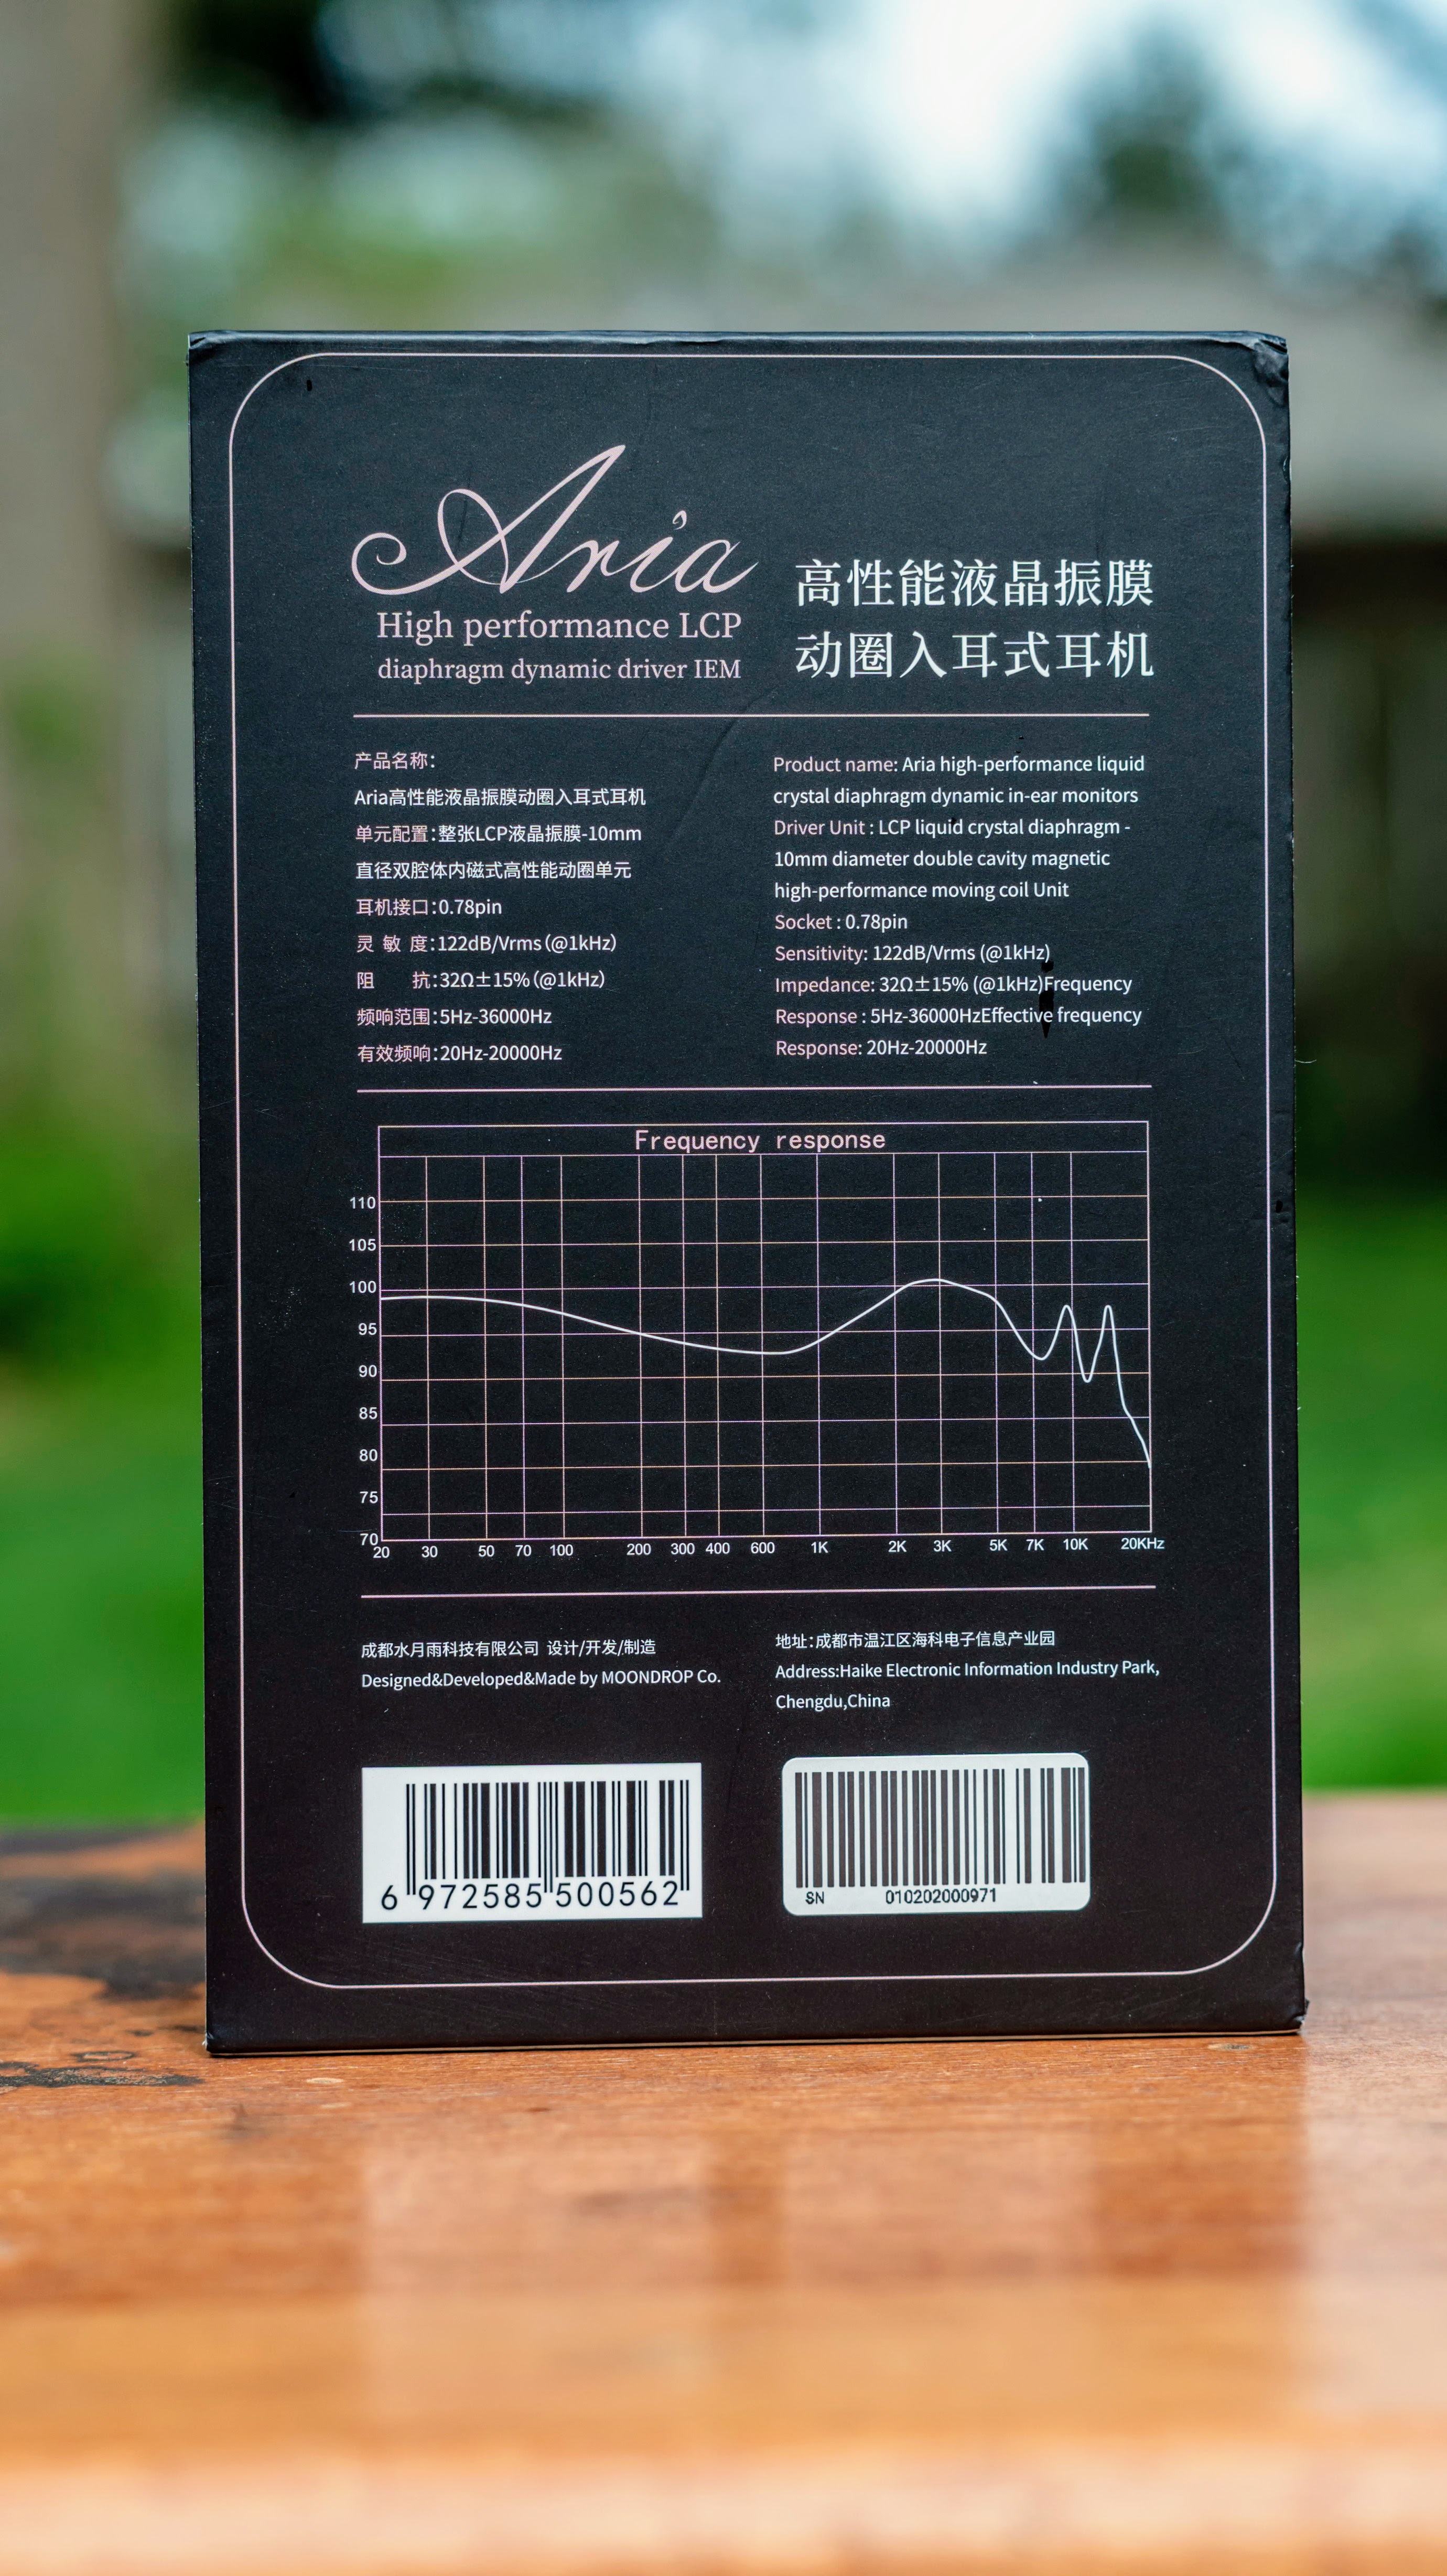 Aria
High performance LCP
diaphragm dynamic driver IEM
高性能液晶振膜
动圈入耳式耳机
产品名称：
Aria高性能液晶振膜动圈入耳式耳机
单元配置：整张LCP液晶振膜-10mm
直径双腔体内磁式高性能动圈单元
耳机接口：0.78pin
灵 敏 度：122dB/Vrms（@1kHz）
阻 抗：32Ω±15%（@1kHz）
频响范围：5Hz-36000Hz
有效频响：20Hz-20000Hz
Product name: Aria high-performance liquid
crystal diaphragm dynamic in-ear monitors
Driver Unit : LCP liquid crystal diaphragm -
10mm diameter double cavity magnetic
high-performance moving coil Unit
Socket : 0.78pin
Sensitivity: 122dB/Vrms (@1kHz)
Impedance: 32Ω±15% (@1kHz)Frequency
Response : 5Hz-36000HzEffective frequency
Response: 20Hz-20000Hz
Frequency response
110
105
100
95
90
85
80
75
70
20 30 50 70 100 200 300 400 600 1K 2K 3K 5K 7K 10K 20KHz
成都水月雨科技有限公司 设计/开发/制造
Designed&Developed&Made by MOONDROP Co.
地址：成都市温江区海科电子信息产业园
Address:Haike Electronic Information Industry Park,
Chengdu,China
6 972585 500562
SN 010202000971